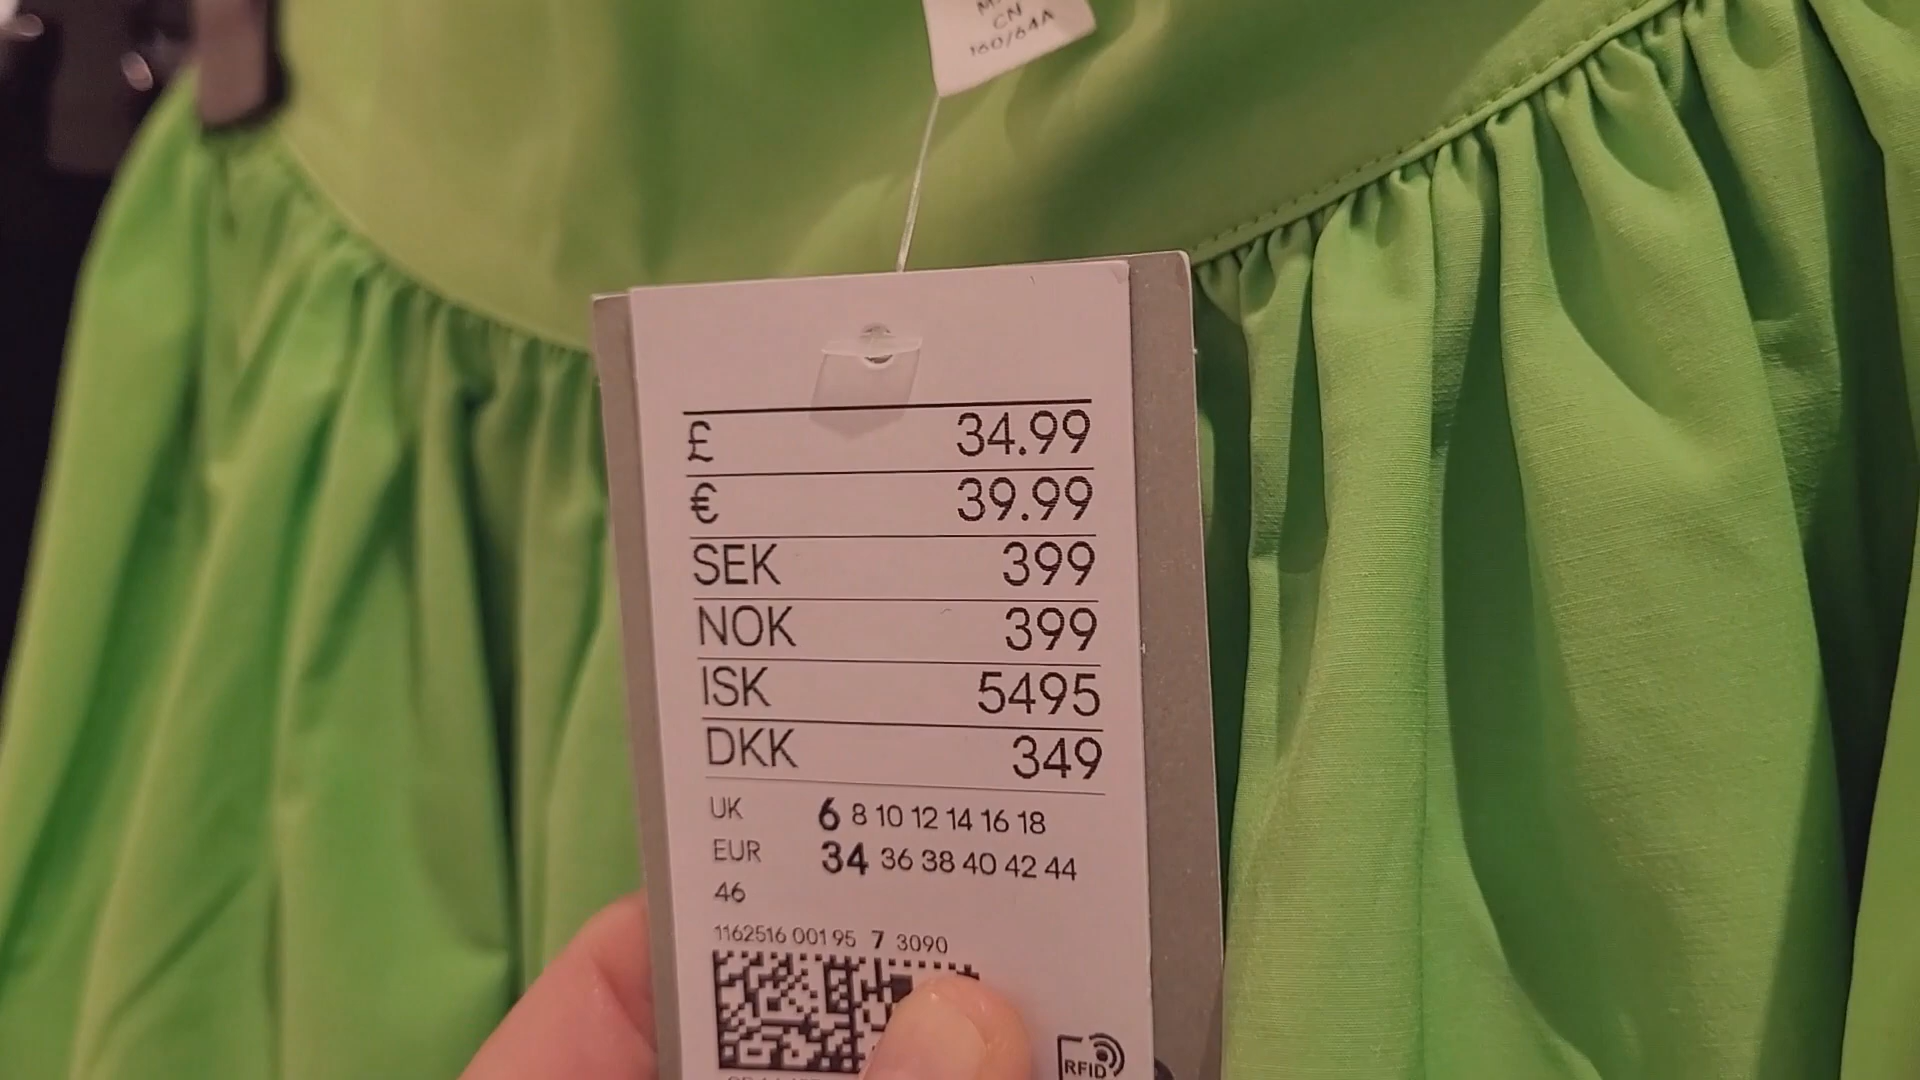 CN
160/64A
£ 34.99
€ 39.99
SEK 399
NOK 399
ISK 5495
DKK 349
UK 6 8 10 12 14 16 18
EUR 34 36 38 40 42 44
46
1162516 001 95 7 3090
RFID